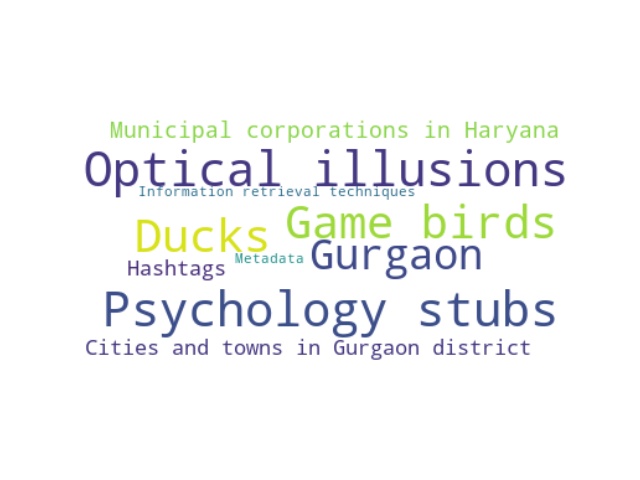 Municipal corporations in Haryana
Optical illusions
Information retrieval techniques
Game birds
Ducks
Gurgaon
Metadata
Hashtags
Psychology stubs
Cities and towns in Gurgaon district